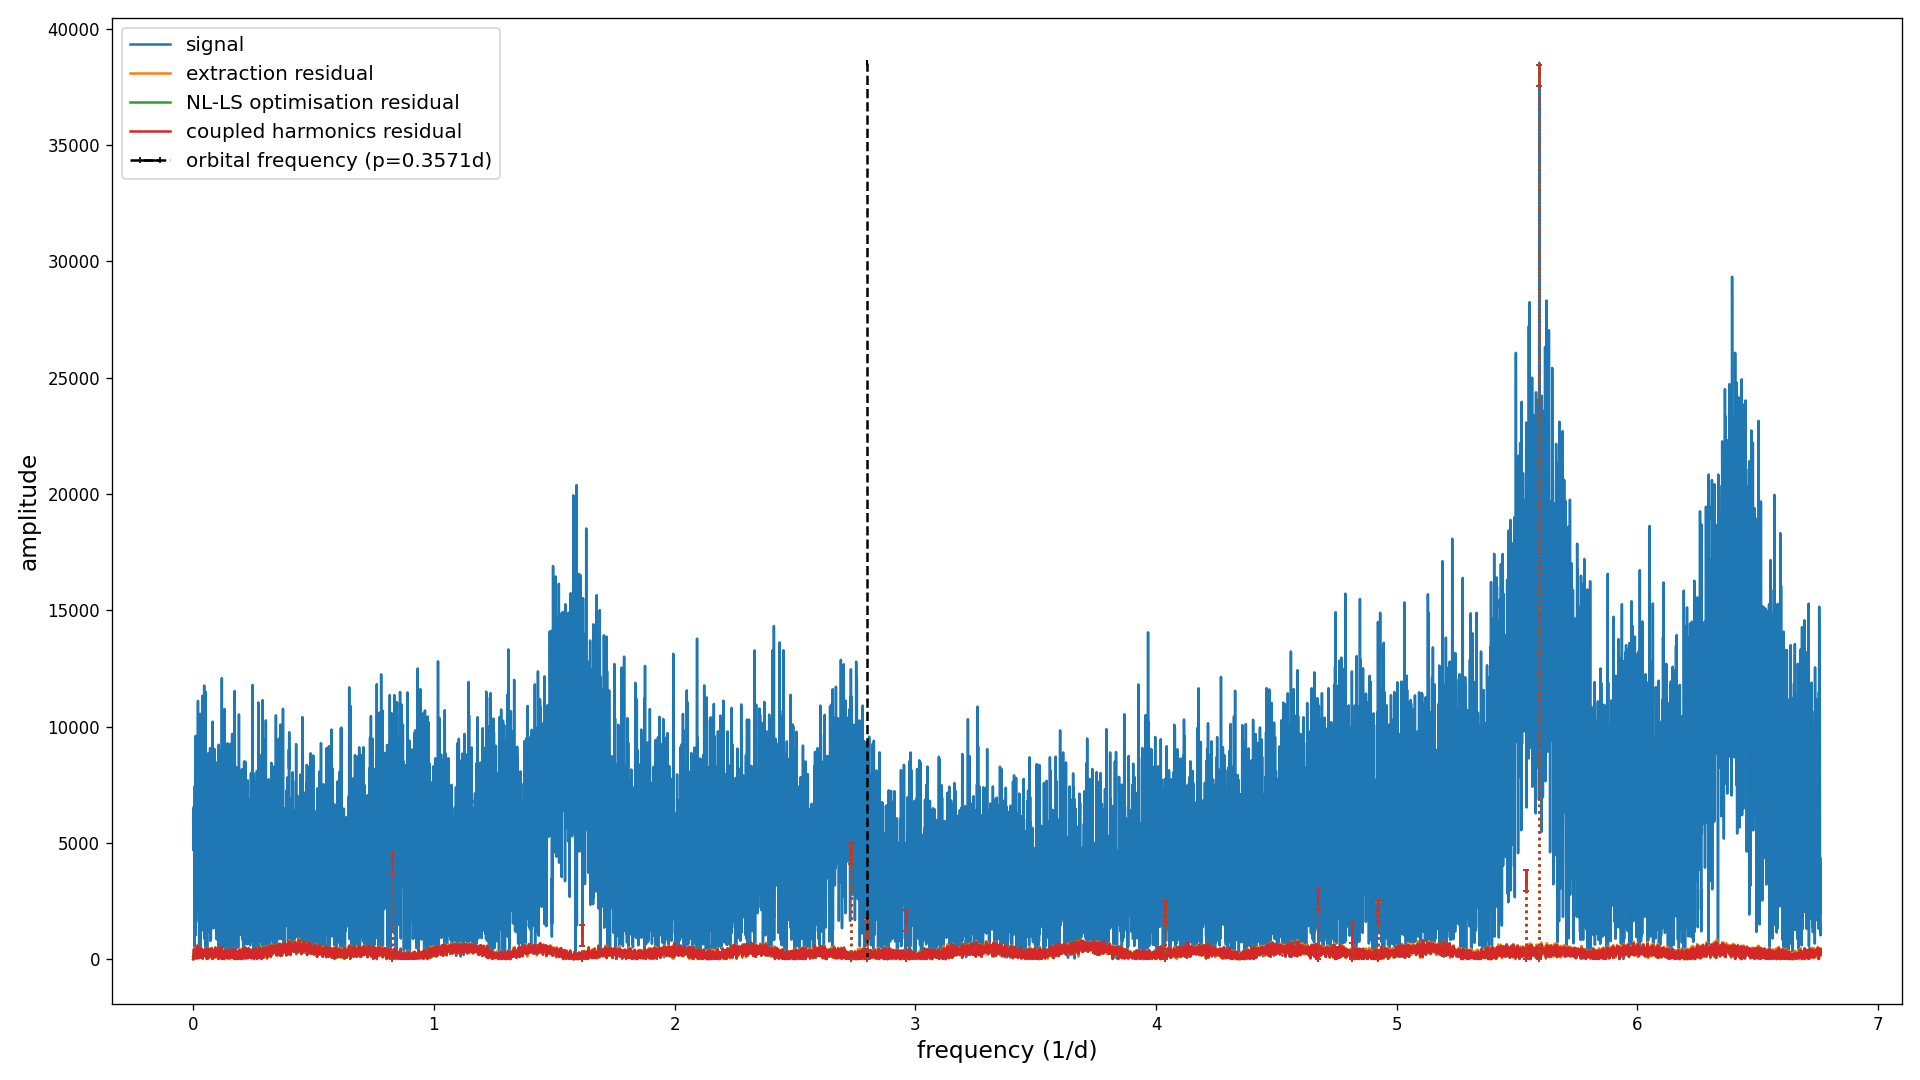 signal
extraction residual
NL-LS optimisation residual
coupled harmonics residual
orbital frequency (p=0.3571d)
40000
35000
30000
25000
20000
15000
10000
5000
0
amplitude
0 1 2 3 4 5 6 7
frequency (1/d)